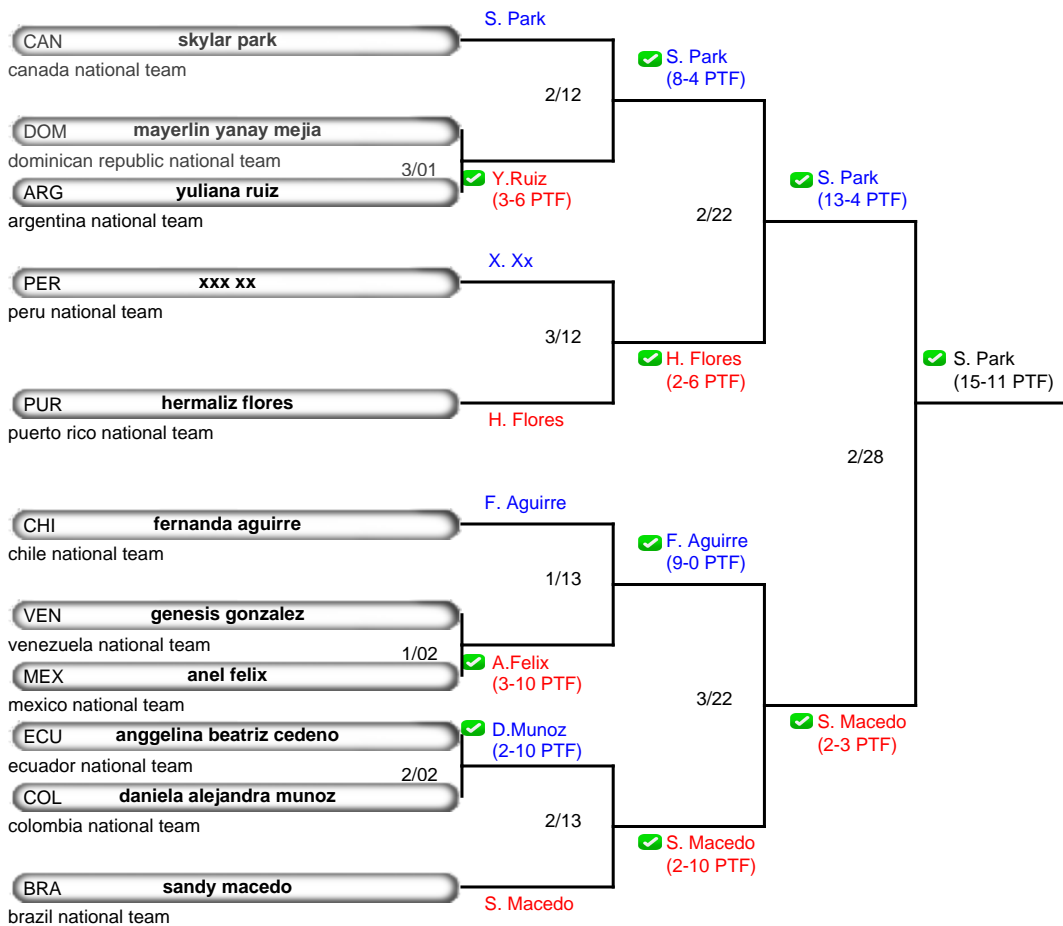 S. Park
CAN skylar park
canada national team
S. Park
(8-4 PTF)
2/12
DOM mayerlin yanay mejia
dominican republic national team
3/01
ARG yuliana ruiz
argentina national team
Y.Ruiz
(3-6 PTF)
S. Park
(13-4 PTF)
2/22
X. Xx
PER xxx xx
peru national team
3/12
H. Flores
(2-6 PTF)
S. Park
(15-11 PTF)
PUR hermaliz flores
puerto rico national team
H. Flores
2/28
F. Aguirre
CHI fernanda aguirre
chile national team
F. Aguirre
(9-0 PTF)
1/13
VEN genesis gonzalez
venezuela national team
1/02
MEX anel felix
mexico national team
A.Felix
(3-10 PTF)
3/22
S. Macedo
(2-3 PTF)
ECU anggelina beatriz cedeno
ecuador national team
D.Munoz
(2-10 PTF)
2/02
COL daniela alejandra munoz
colombia national team
2/13
S. Macedo
(2-10 PTF)
BRA sandy macedo
brazil national team
S. Macedo